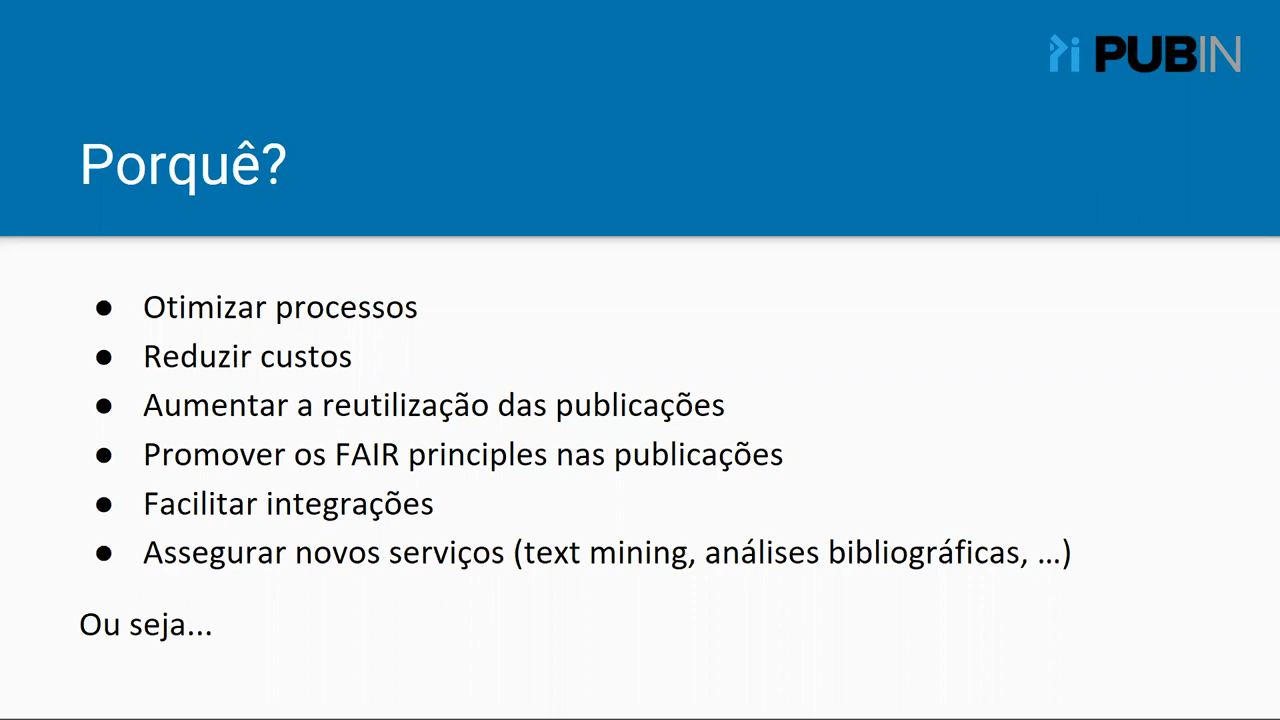 PUBIN
Porquê?
● Otimizar processos
● Reduzir custos
● Aumentar a reutilização das publicações
● Promover os FAIR principles nas publicações
● Facilitar integrações
● Assegurar novos serviços (text mining, análises bibliográficas, ...)
Ou seja...